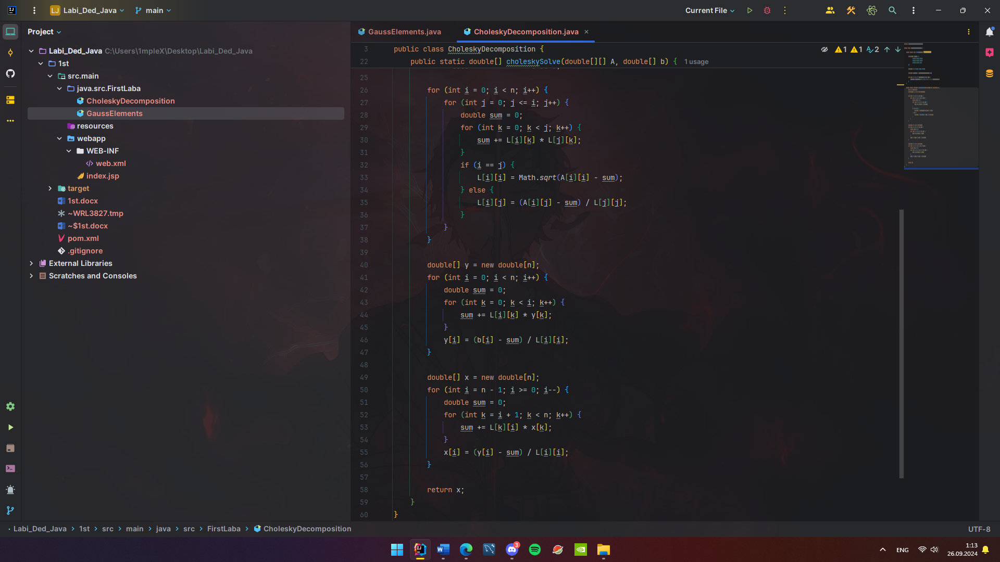 LJ Labi_Ded_Java main Current File
Project
Labi_Ded_Java C:\Users\1mpleX\Desktop\Labi_Ded_Java
1st
src.main
java.src.FirstLaba
CholeskyDecomposition
GaussElements
resources
webapp
WEB-INF
web.xml
index.jsp
target
1st.docx
~WRL3827.tmp
~$1st.docx
pom.xml
.gitignore
External Libraries
Scratches and Consoles
GaussElements.java CholeskyDecomposition.java
3 public class CholeskyDecomposition { 1 1 2
22 public static double[] choleskySolve(double[][] A, double[] b) { 1 usage
25
26 for (int i = 0; i < n; i++) {
27 for (int j = 0; j <= i; j++) {
28 double sum = 0;
29 for (int k = 0; k < j; k++) {
30 sum += L[i][k] * L[j][k];
31 }
32 if (i == j) {
33 L[i][i] = Math.sqrt(A[i][i] - sum);
34 } else {
35 L[i][j] = (A[i][j] - sum) / L[j][j];
36 }
37 }
38 }
39
40 double[] y = new double[n];
41 for (int i = 0; i < n; i++) {
42 double sum = 0;
43 for (int k = 0; k < i; k++) {
44 sum += L[i][k] * y[k];
45 }
46 y[i] = (b[i] - sum) / L[i][i];
47 }
48
49 double[] x = new double[n];
50 for (int i = n - 1; i >= 0; i--) {
51 double sum = 0;
52 for (int k = i + 1; k < n; k++) {
53 sum += L[k][i] * x[k];
54 }
55 x[i] = (y[i] - sum) / L[i][i];
56 }
57
58 return x;
59 }
60 }
Labi_Ded_Java > 1st > src > main > java > src > FirstLaba > CholeskyDecomposition UTF-8
3 ENG 1:13
26.09.2024